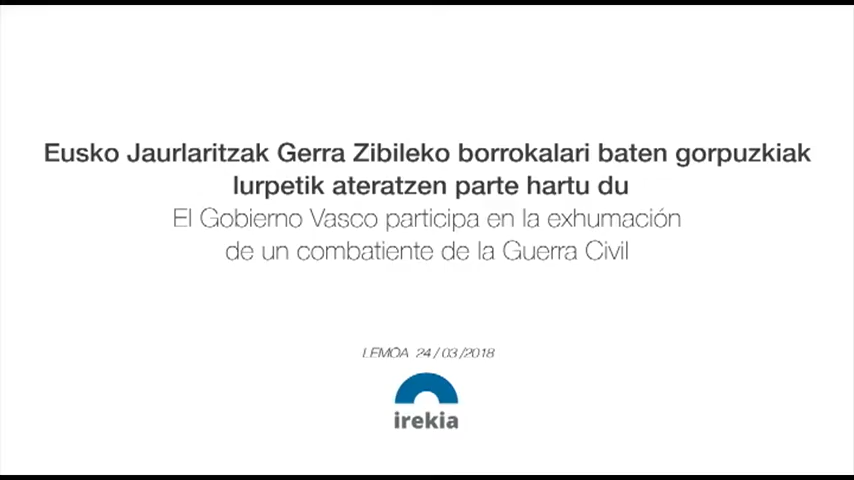 Eusko Jaurlaritzak Gerra Zibileko borrokalari baten gorpuzkiak
lurpetik ateratzen parte hartu du
El Gobierno Vasco participa en la exhumación
de un combatiente de la Guerra Civil
LEMOA 24 / 03 /2018
irekia